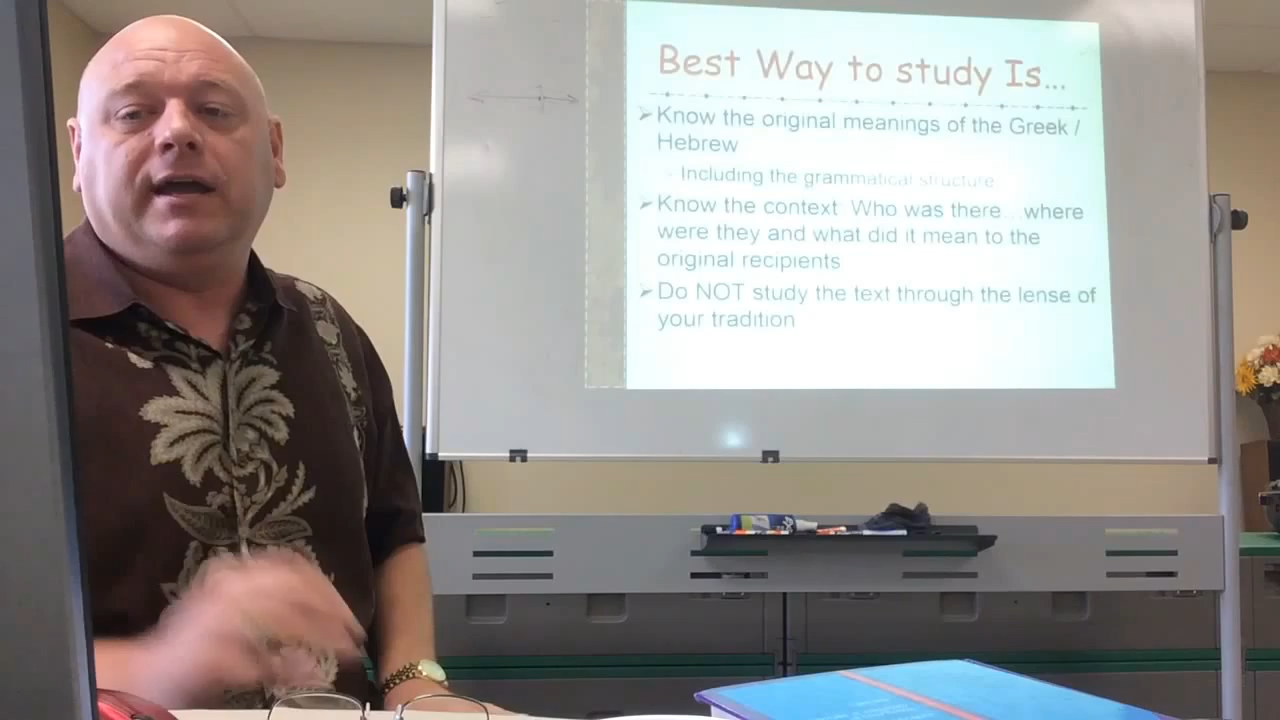 Best Way to study Is...
Know the original meanings of the Greek /
Hebrew
- Including the grammatical structure
Know the context: Who was there...where
were they and what did it mean to the
original recipients
Do NOT study the text through the lense of
your tradition